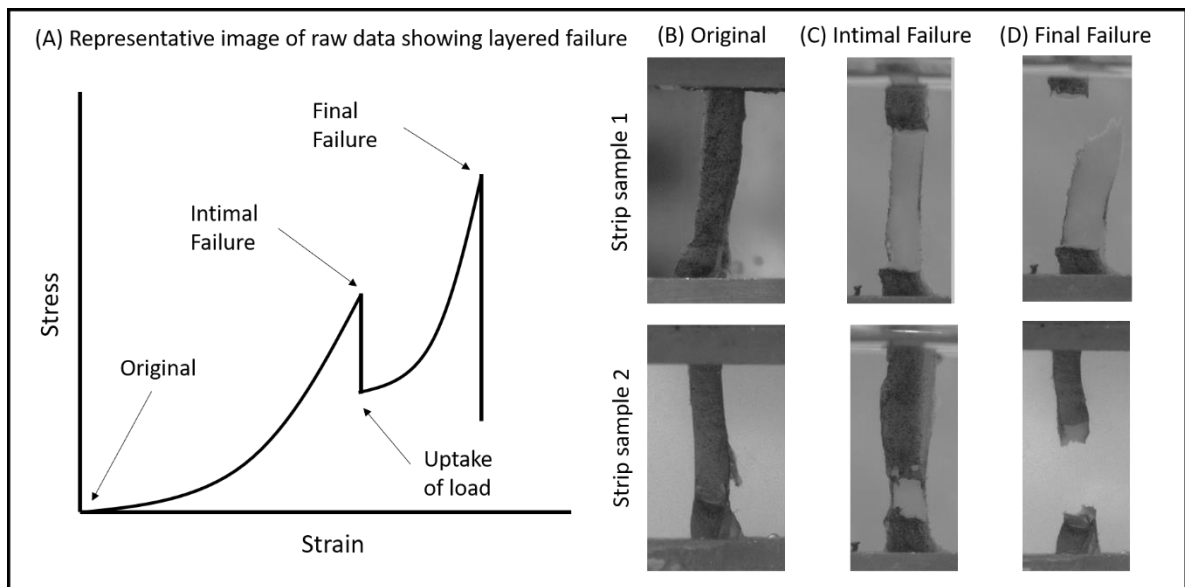 (A) Representative image of raw data showing layered failure
(B) Original
(C) Intimal Failure
(D) Final Failure
Final
Failure
Intimal
Failure
Original
Uptake
of load
Stress
Strain
Strip sample 1
Strip sample 2